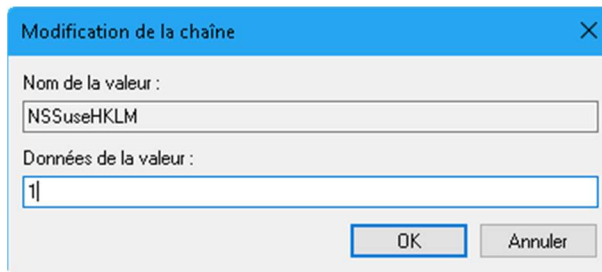 Modification de la chaîne
Nom de la valeur :
NSSuseHKLM
Données de la valeur :
1
OK Annuler